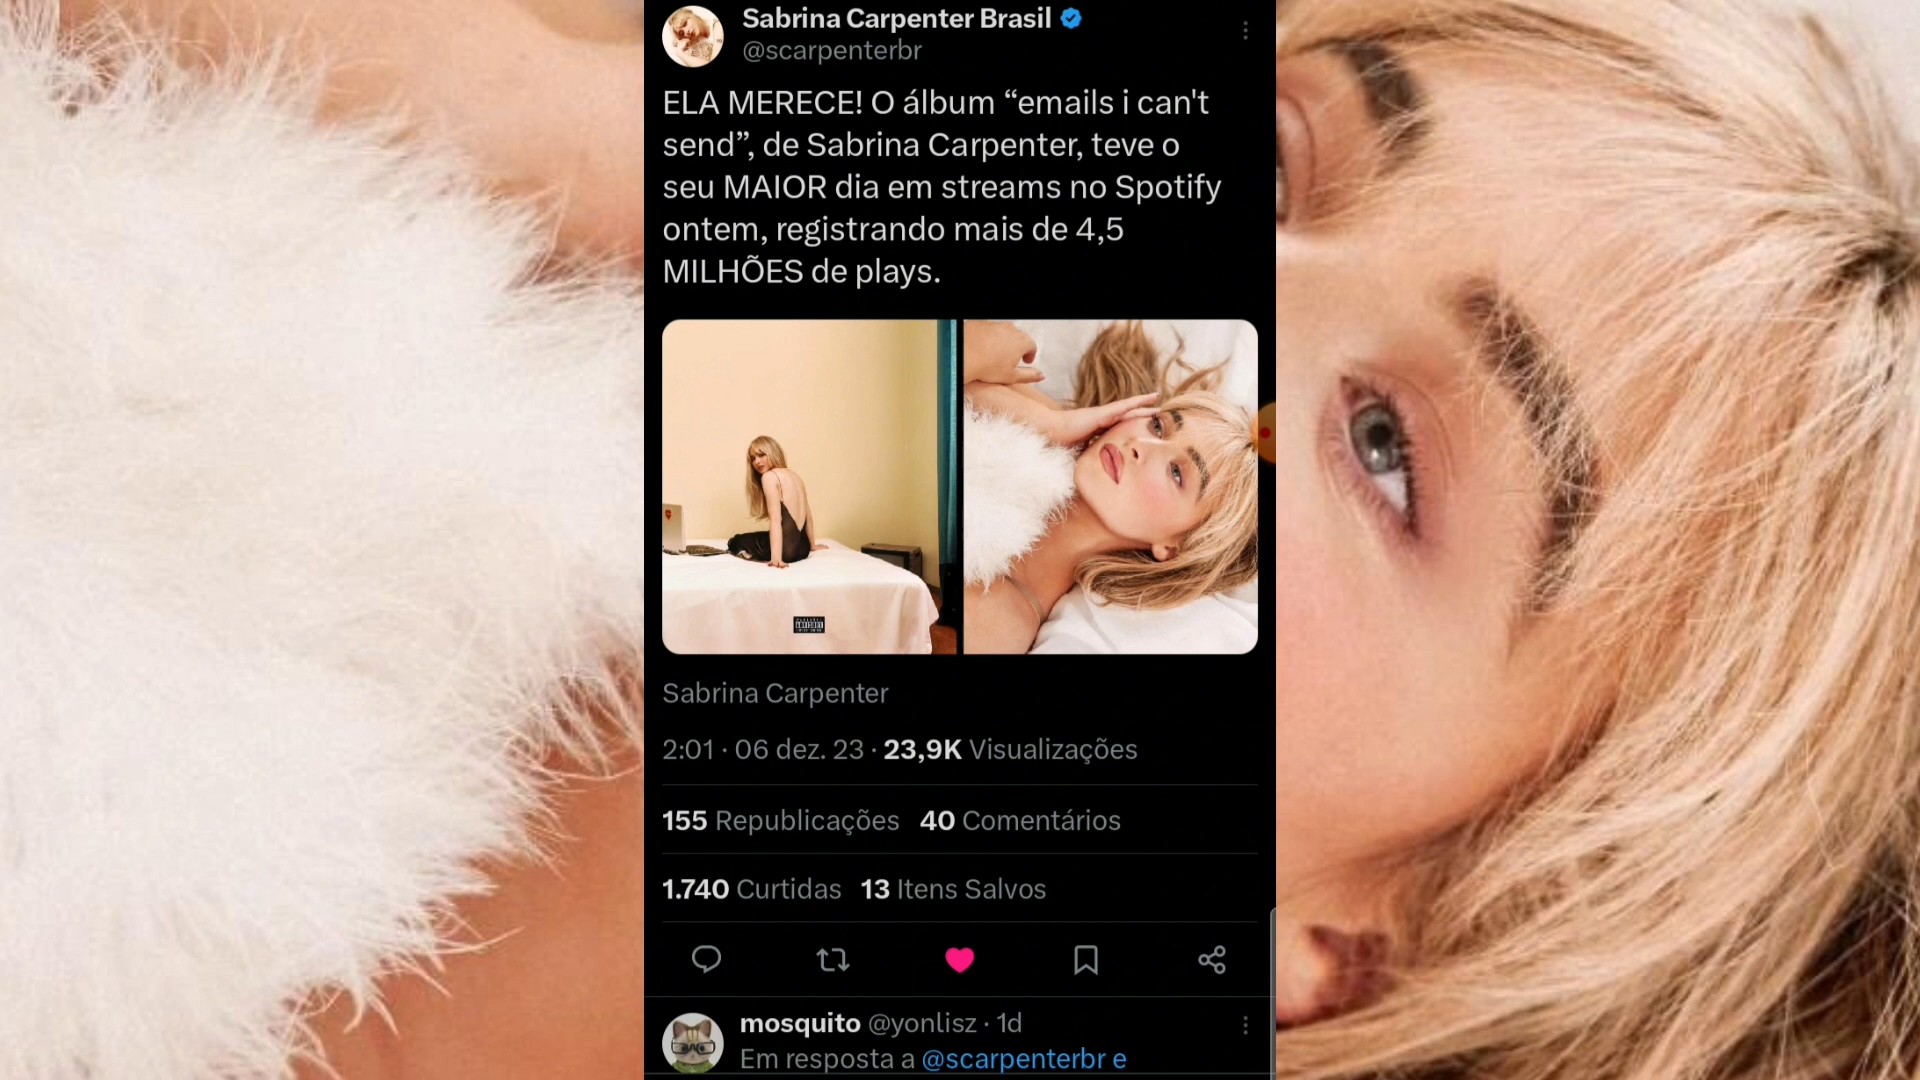 Sabrina Carpenter Brasil
@scarpenterbr
ELA MERECE! O álbum “emails i can't
send”, de Sabrina Carpenter, teve o
seu MAIOR dia em streams no Spotify
ontem, registrando mais de 4,5
MILHÕES de plays.
Sabrina Carpenter
2:01 · 06 dez. 23 · 23,9K Visualizações
155 Republicações 40 Comentários
1.740 Curtidas 13 Itens Salvos
mosquito @yonlisz · 1d
Em resposta a @scarpenterbr e